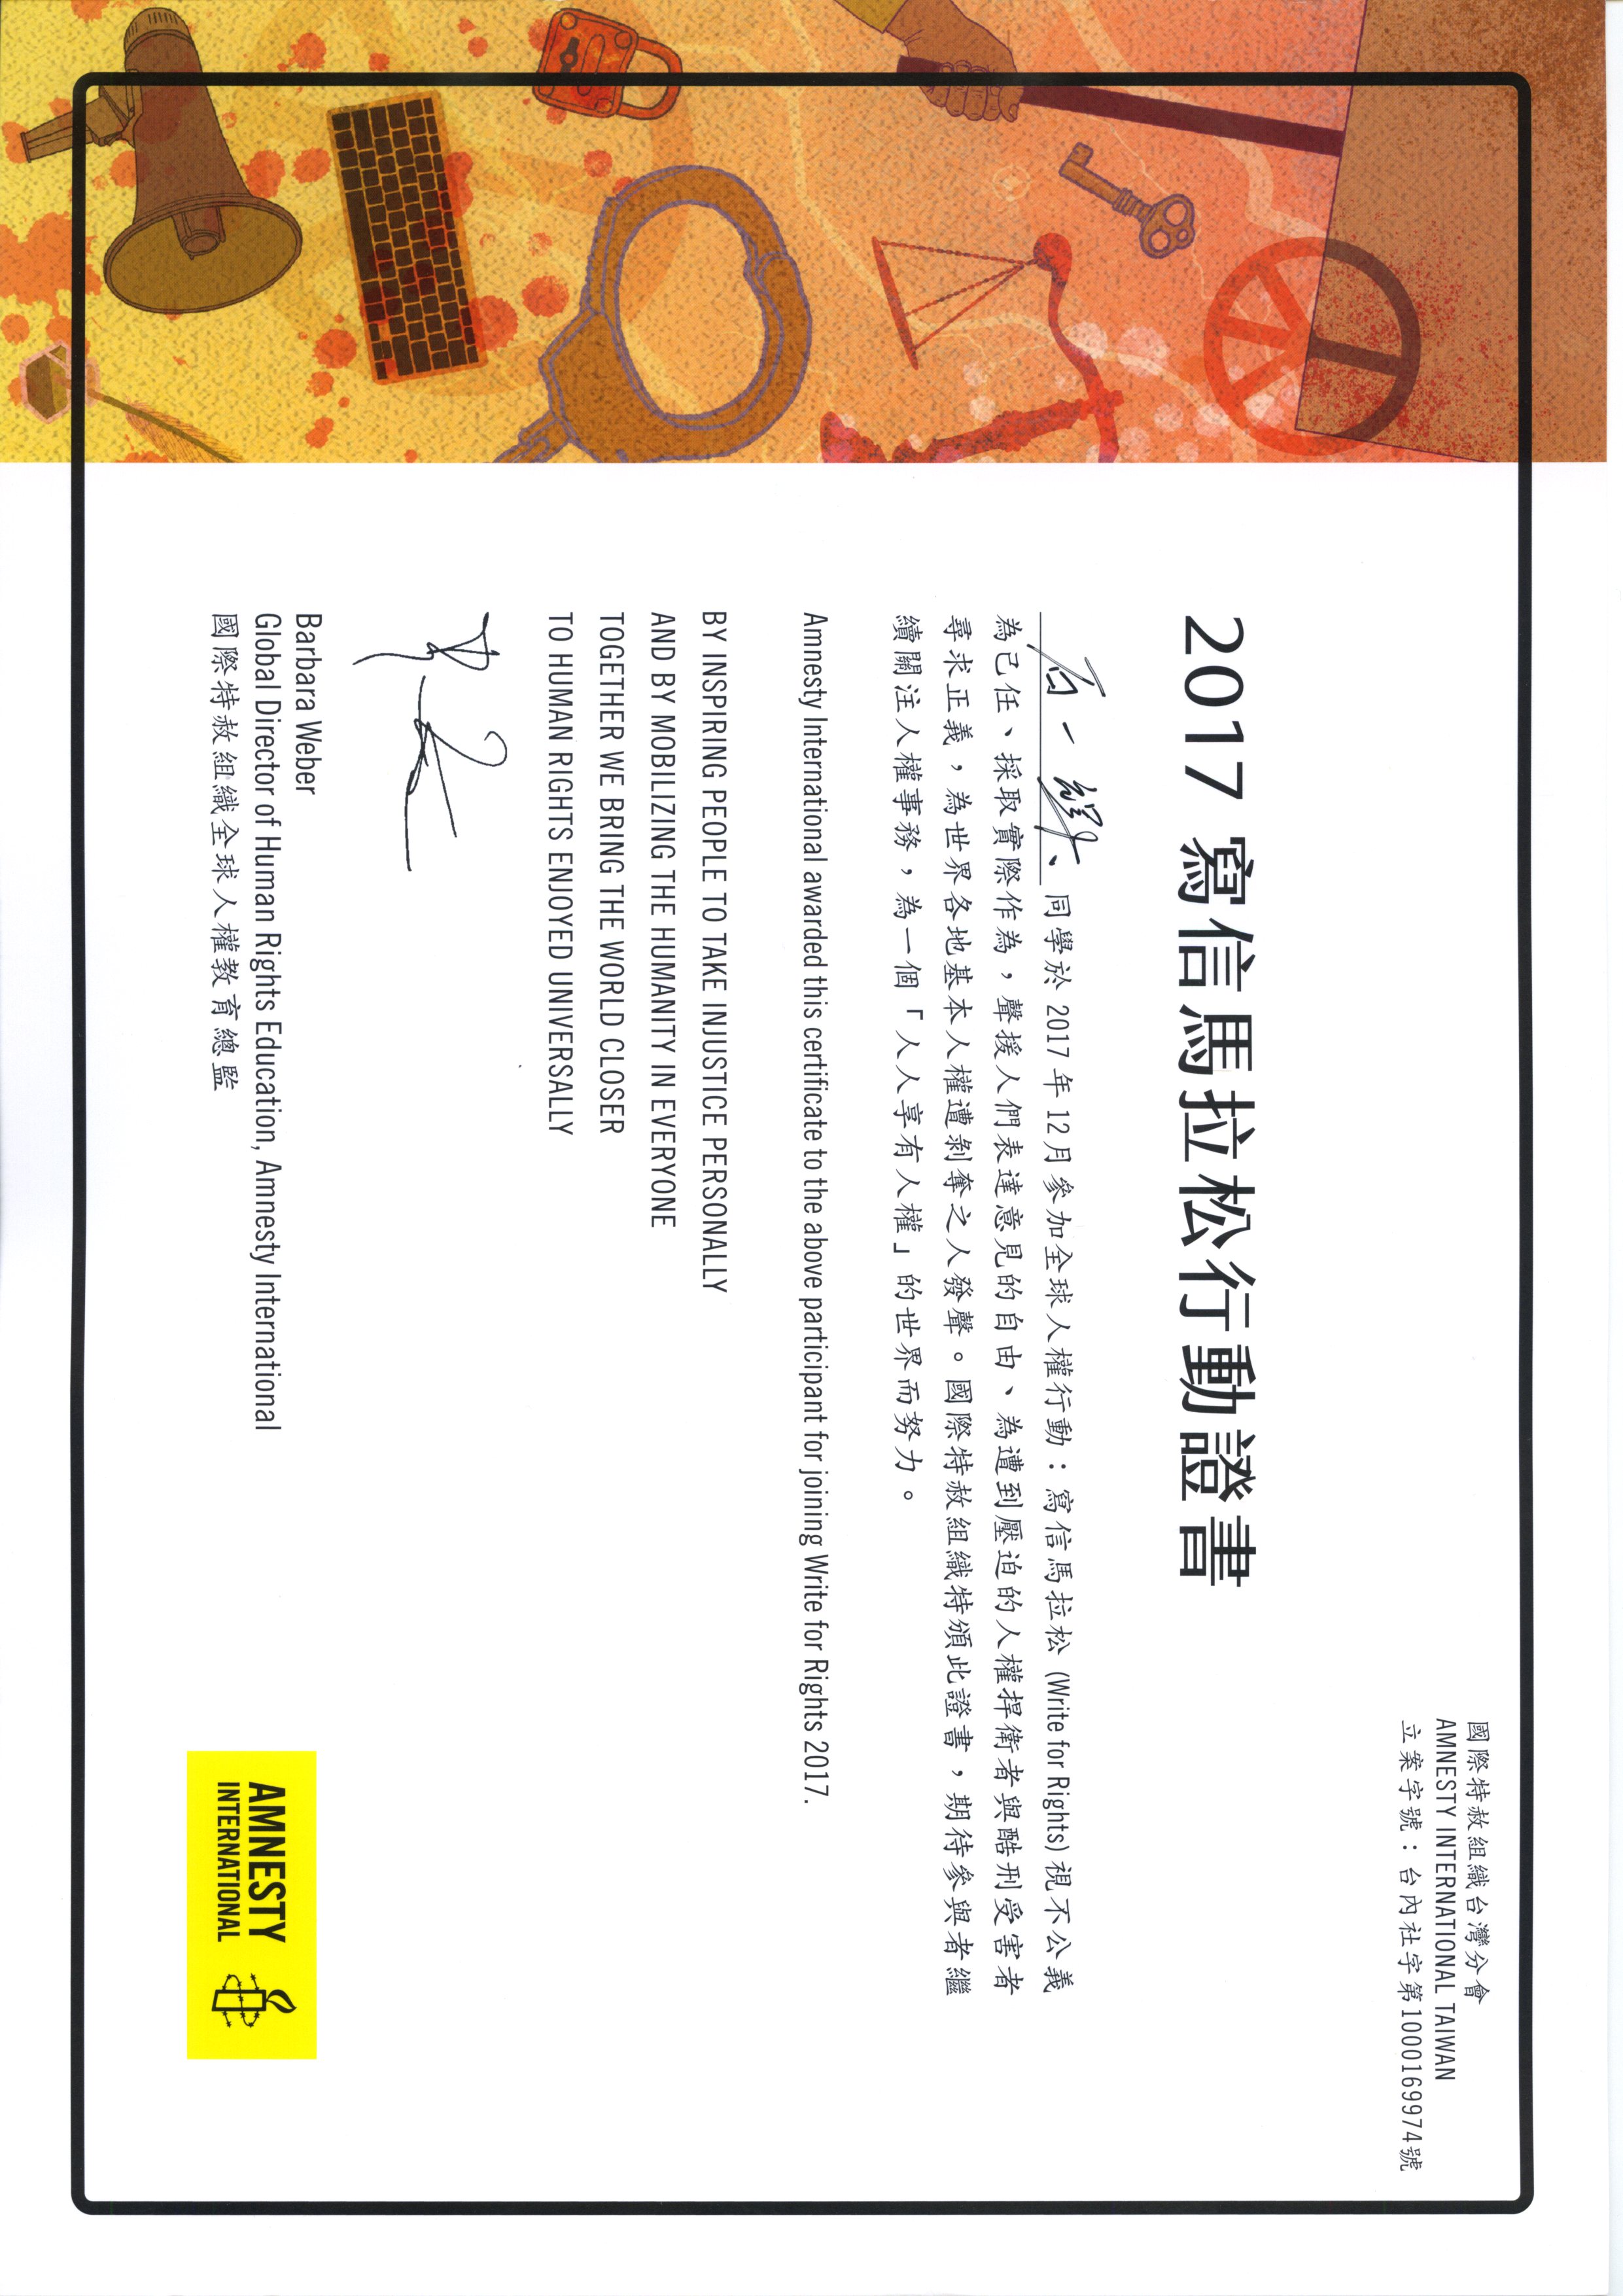 國際特赦組織台灣分會
AMNESTY INTERNATIONAL TAIWAN
立案字號：台內社字第1000169974號
2017 寫信馬拉松行動證書
同學於 2017 年 12月參加全球人權行動：寫信馬拉松 (Write for Rights) 視不公義
為己任、採取實際作為，聲援人們表達意見的自由、為遭到壓迫的人權捍衛者與酷刑受害者
尋求正義，為世界各地基本人權遭剝奪之人發聲。國際特赦組織特頒此證書，期待參與者繼
續關注人權事務，為一個「人人享有人權」的世界而努力。
Amnesty International awarded this certificate to the above participant for joining Write for Rights 2017.
BY INSPIRING PEOPLE TO TAKE INJUSTICE PERSONALLY
AND BY MOBILIZING THE HUMANITY IN EVERYONE
TOGETHER WE BRING THE WORLD CLOSER
TO HUMAN RIGHTS ENJOYED UNIVERSALLY
Barbara Weber
Global Director of Human Rights Education, Amnesty International
國際特赦組織全球人權教育總監
AMNESTY
INTERNATIONAL